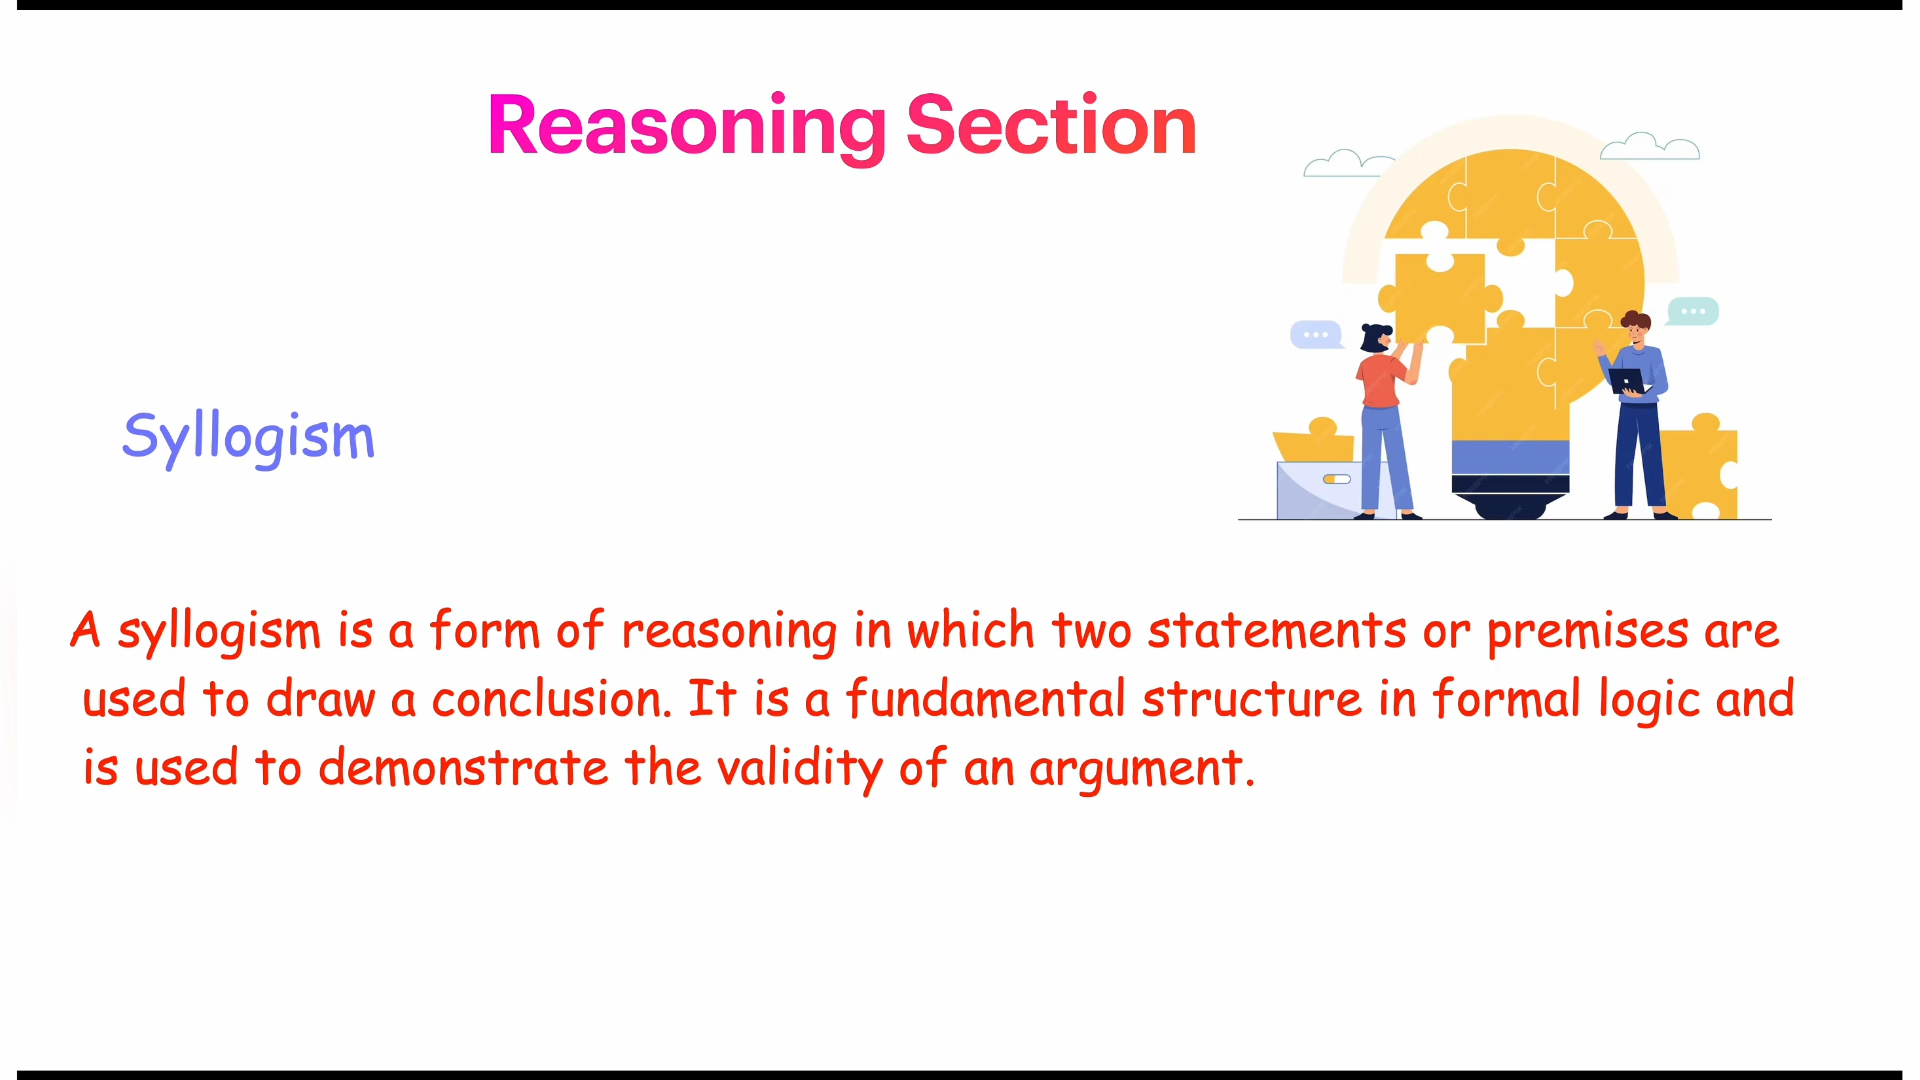 Reasoning Section
Syllogism
A syllogism is a form of reasoning in which two statements or premises are
used to draw a conclusion. It is a fundamental structure in formal logic and
is used to demonstrate the validity of an argument.